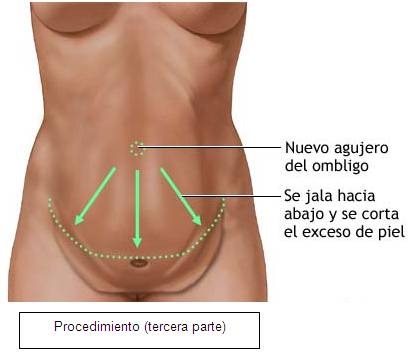 Nuevo agujero
del ombligo
Se jala hacia
abajo y se corta
el exceso de piel
Procedimiento (tercera parte)